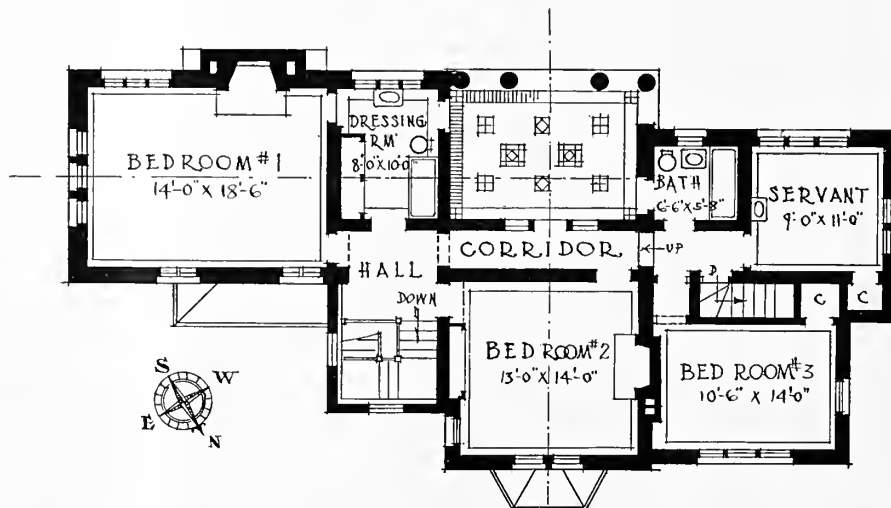 BEDROOM #1
14'-0" X 18'-6"
DRESSING
RM'
8'-0"X10'-0"
BATH
6'-6"X5'-8"
SERVANT
9'-0"X11'-0"
CORRIDOR
UP
HALL
DOWN
D
C
C
BED ROOM #2
13'-0" X 14'-0"
BED ROOM #3
10'-6" X 14'-0"
S
W
E
N